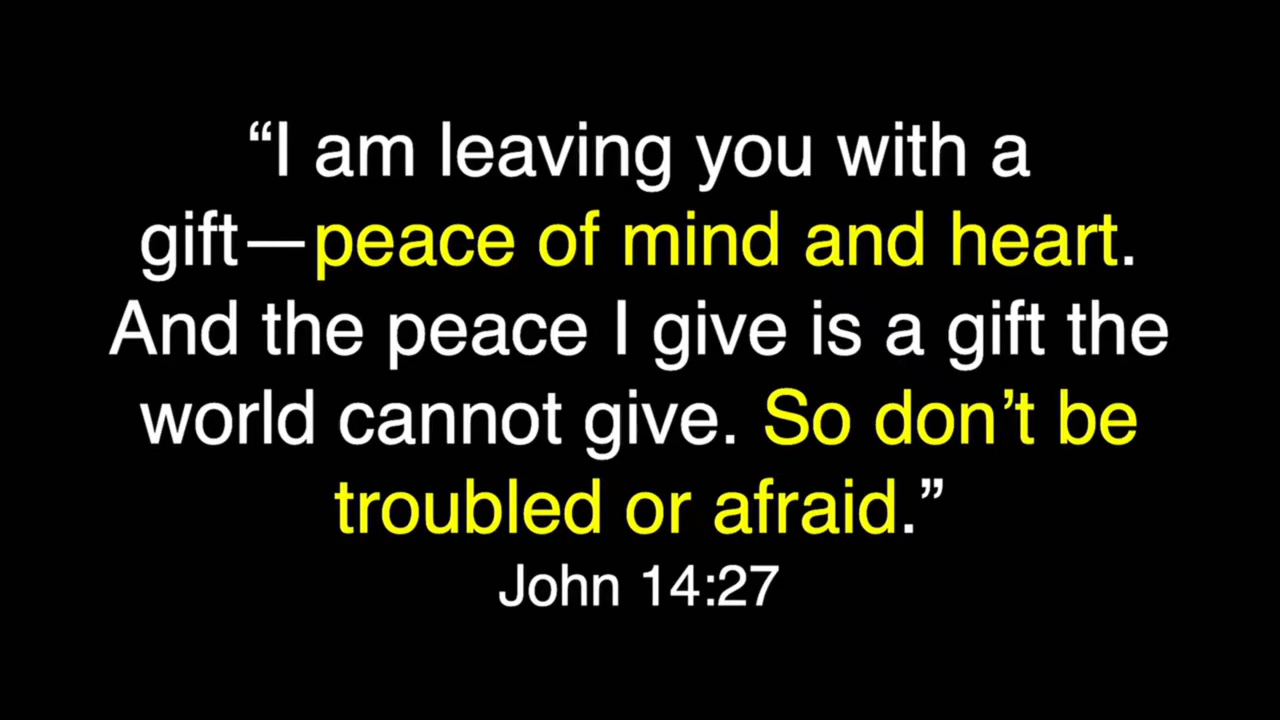 “I am leaving you with a
gift—peace of mind and heart.
And the peace I give is a gift the
world cannot give. So don’t be
troubled or afraid.”
John 14:27